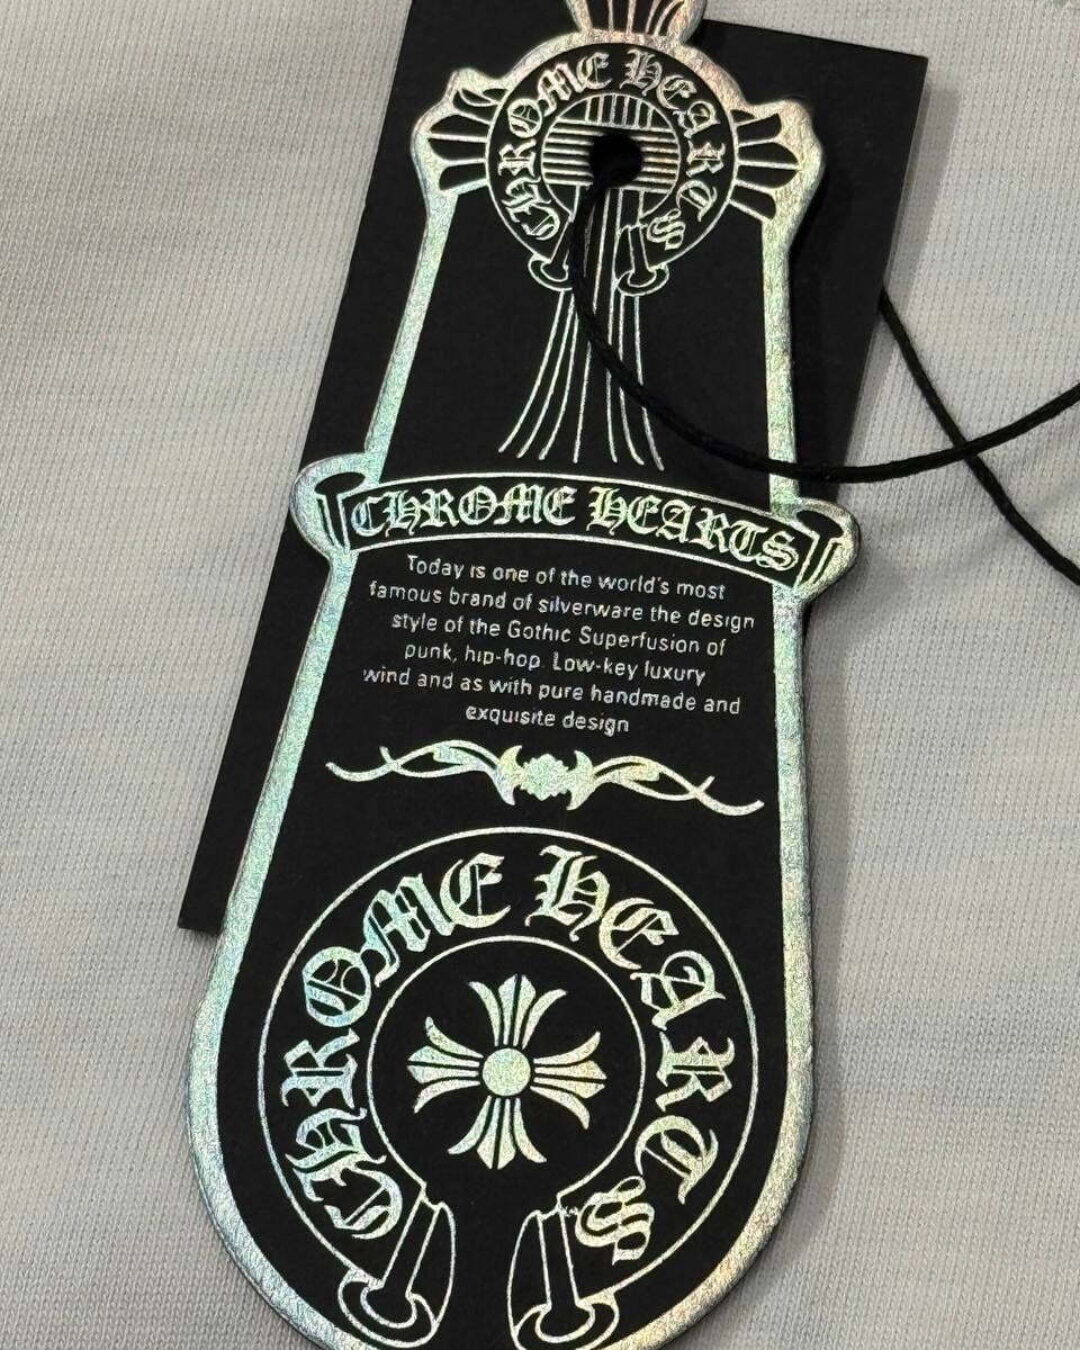 CHROME HEARTS
CHROME HEARTS
Today is one of the world's most
famous brand of silverware the design
style of the Gothic Superfusion of
punk, hip-hop. Low-key luxury
wind and as with pure handmade and
exquisite design
CHROME HEARTS